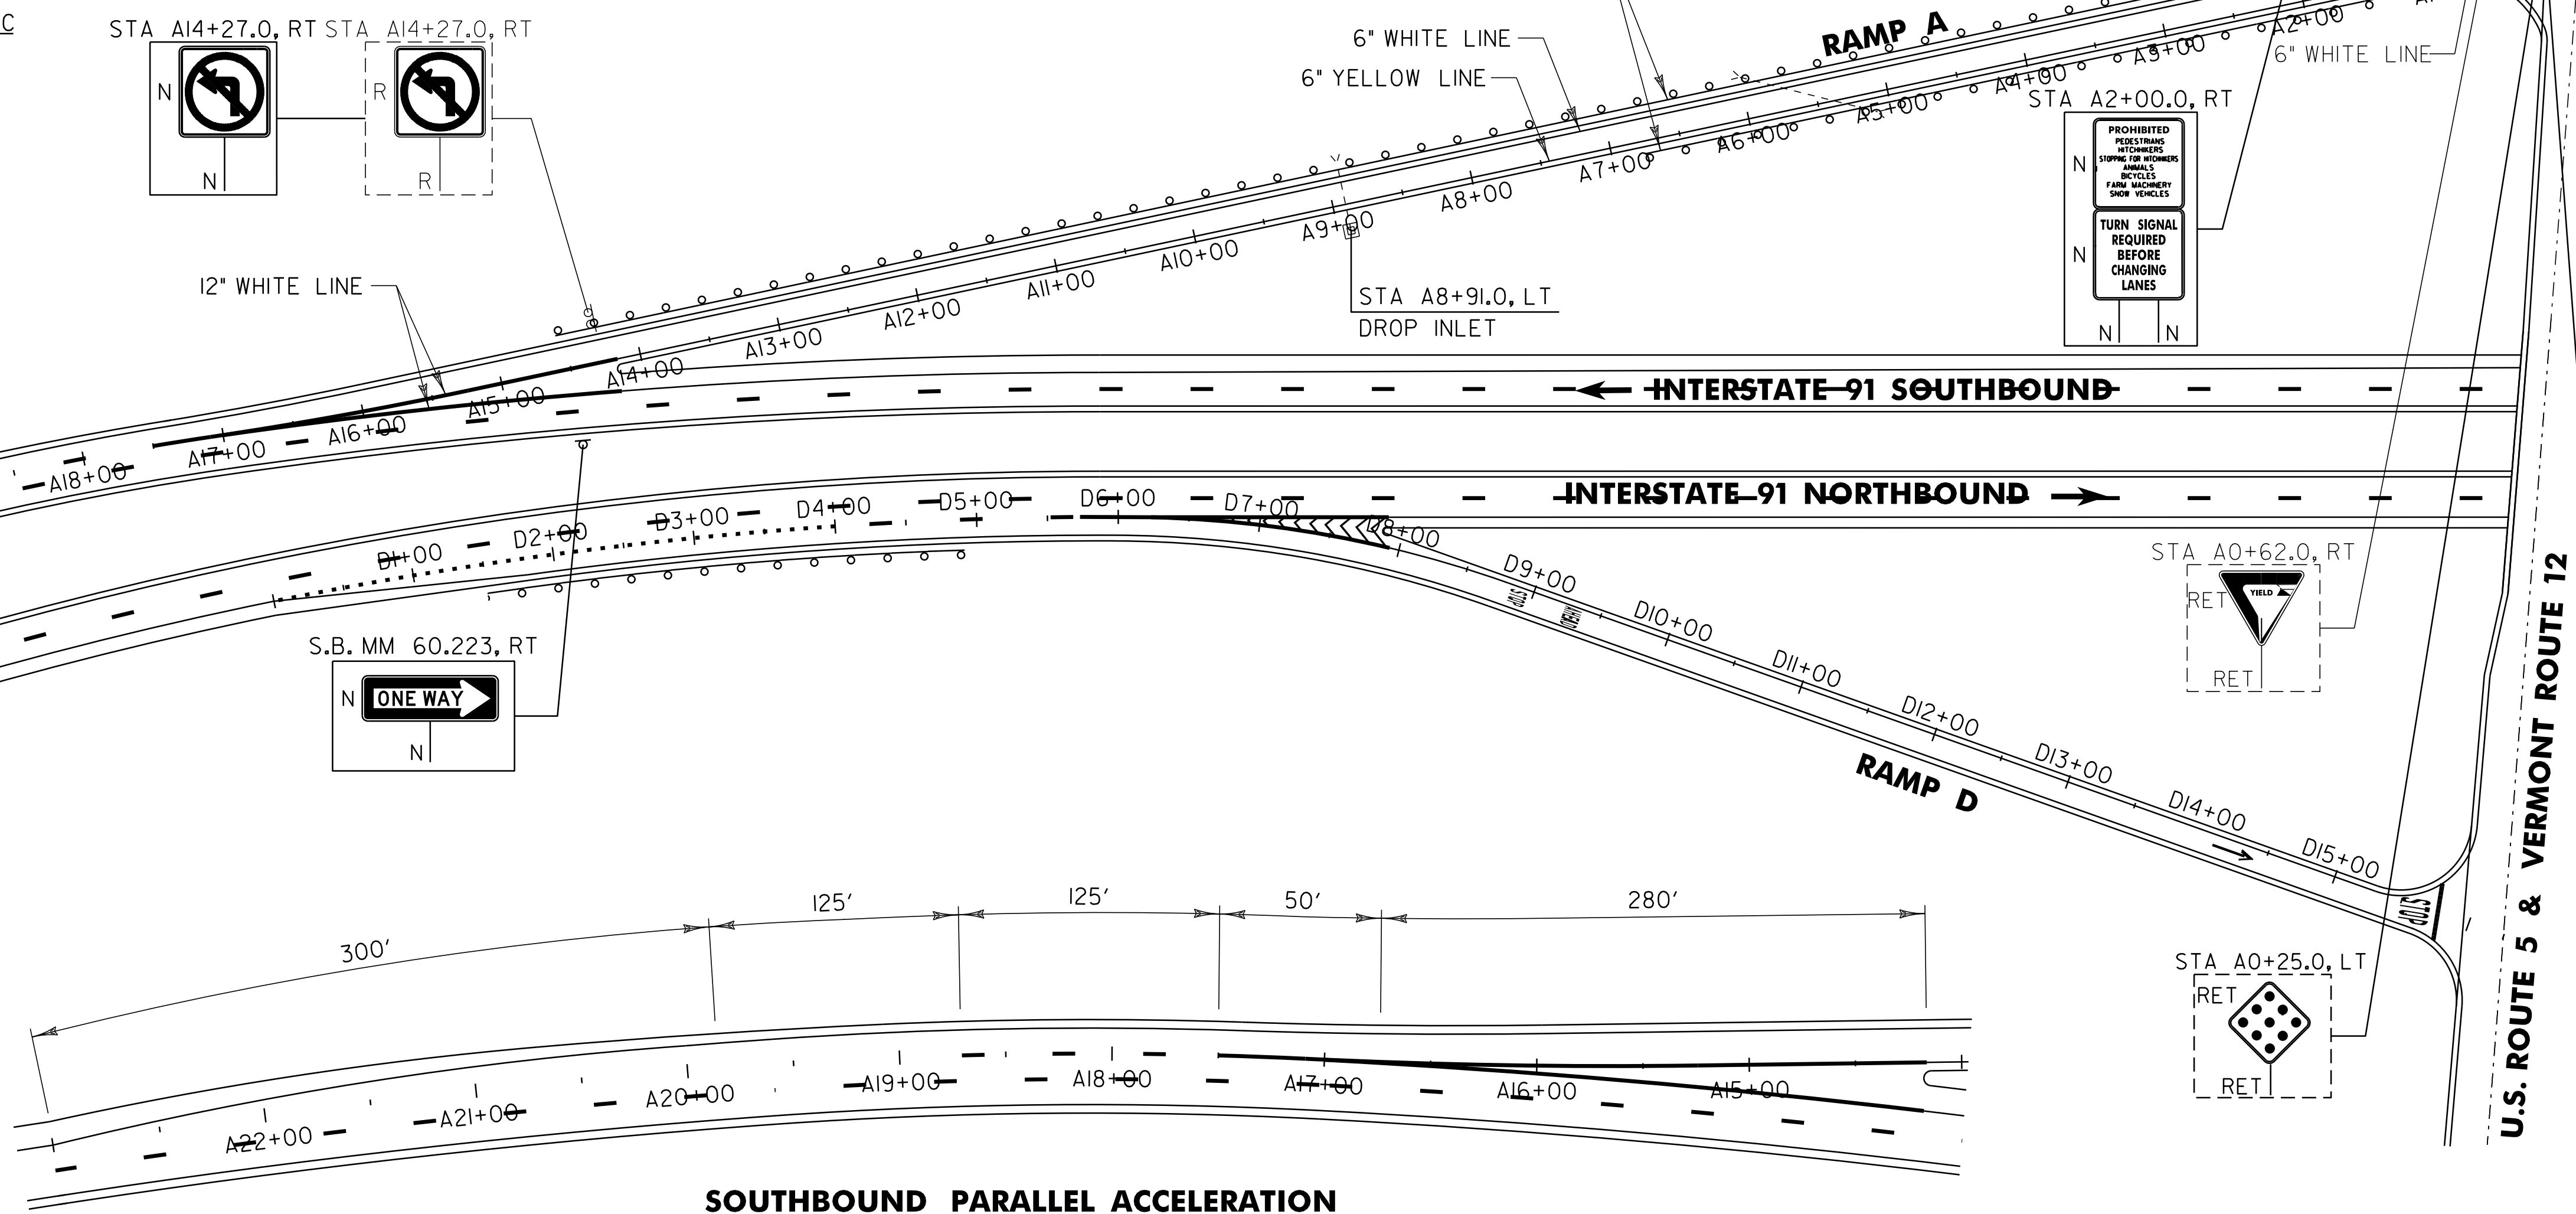 C
STA A14+27.0, RT
STA A14+27.0, RT
N
N
R
R
6" WHITE LINE
6" YELLOW LINE
RAMP A
A2+00
A3+00
A4+00
A5+00
A6+00
A7+00
A8+00
A9+00
A10+00
A11+00
A12+00
A13+00
A14+00
A15+00
A16+00
A17+00
A18+00
6" WHITE LINE
STA A2+00.0, RT
N
PROHIBITED
PEDESTRIANS
HITCHHIKERS
STOPPING FOR HITCHHIKERS
ANIMALS
BICYCLES
FARM MACHINERY
SNOW VEHICLES
N
TURN SIGNAL
REQUIRED
BEFORE
CHANGING
LANES
N N
12" WHITE LINE
STA A8+91.0, LT
DROP INLET
INTERSTATE 91 SOUTHBOUND
INTERSTATE 91 NORTHBOUND
D1+00
D2+00
D3+00
D4+00
D5+00
D6+00
D7+00
D8+00
D9+00
D10+00
D11+00
D12+00
D13+00
D14+00
D15+00
STOP
AHEAD
RAMP D
STOP
S.B. MM 60.223, RT
N
ONE WAY
N
STA A0+62.0, RT
RET
YIELD
RET
U.S. ROUTE 5 & VERMONT ROUTE 12
STA A0+25.0, LT
RET
RET
300'
125'
125'
50'
280'
A22+00
A21+00
A20+00
A19+00
A18+00
A17+00
A16+00
A15+00
SOUTHBOUND PARALLEL ACCELERATION